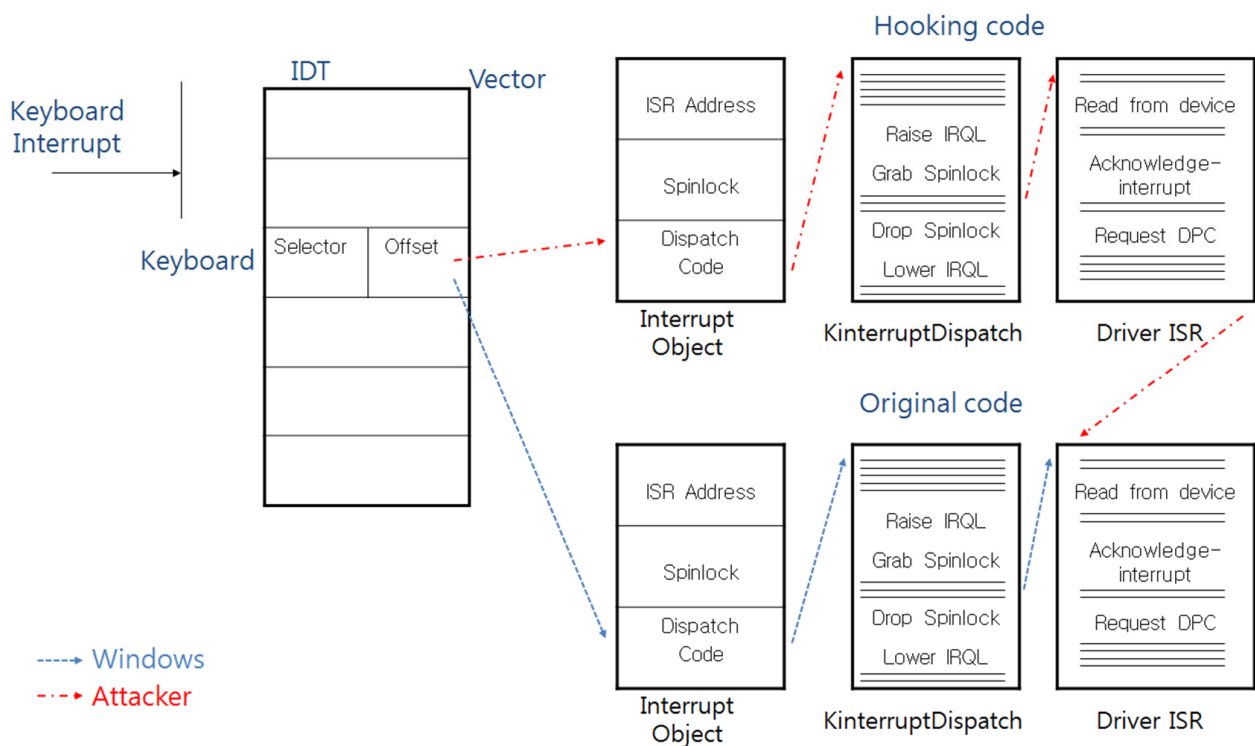 Hooking code
IDT
Vector
Keyboard
Interrupt
Keyboard
Selector
Offset
ISR Address
Spinlock
Dispatch
Code
Interrupt
Object
Raise IRQL
Grab Spinlock
Drop Spinlock
Lower IRQL
KinterruptDispatch
Read from device
Acknowledge-
interrupt
Request DPC
Driver ISR
Original code
ISR Address
Spinlock
Dispatch
Code
Interrupt
Object
Raise IRQL
Grab Spinlock
Drop Spinlock
Lower IRQL
KinterruptDispatch
Read from device
Acknowledge-
interrupt
Request DPC
Driver ISR
Windows
Attacker